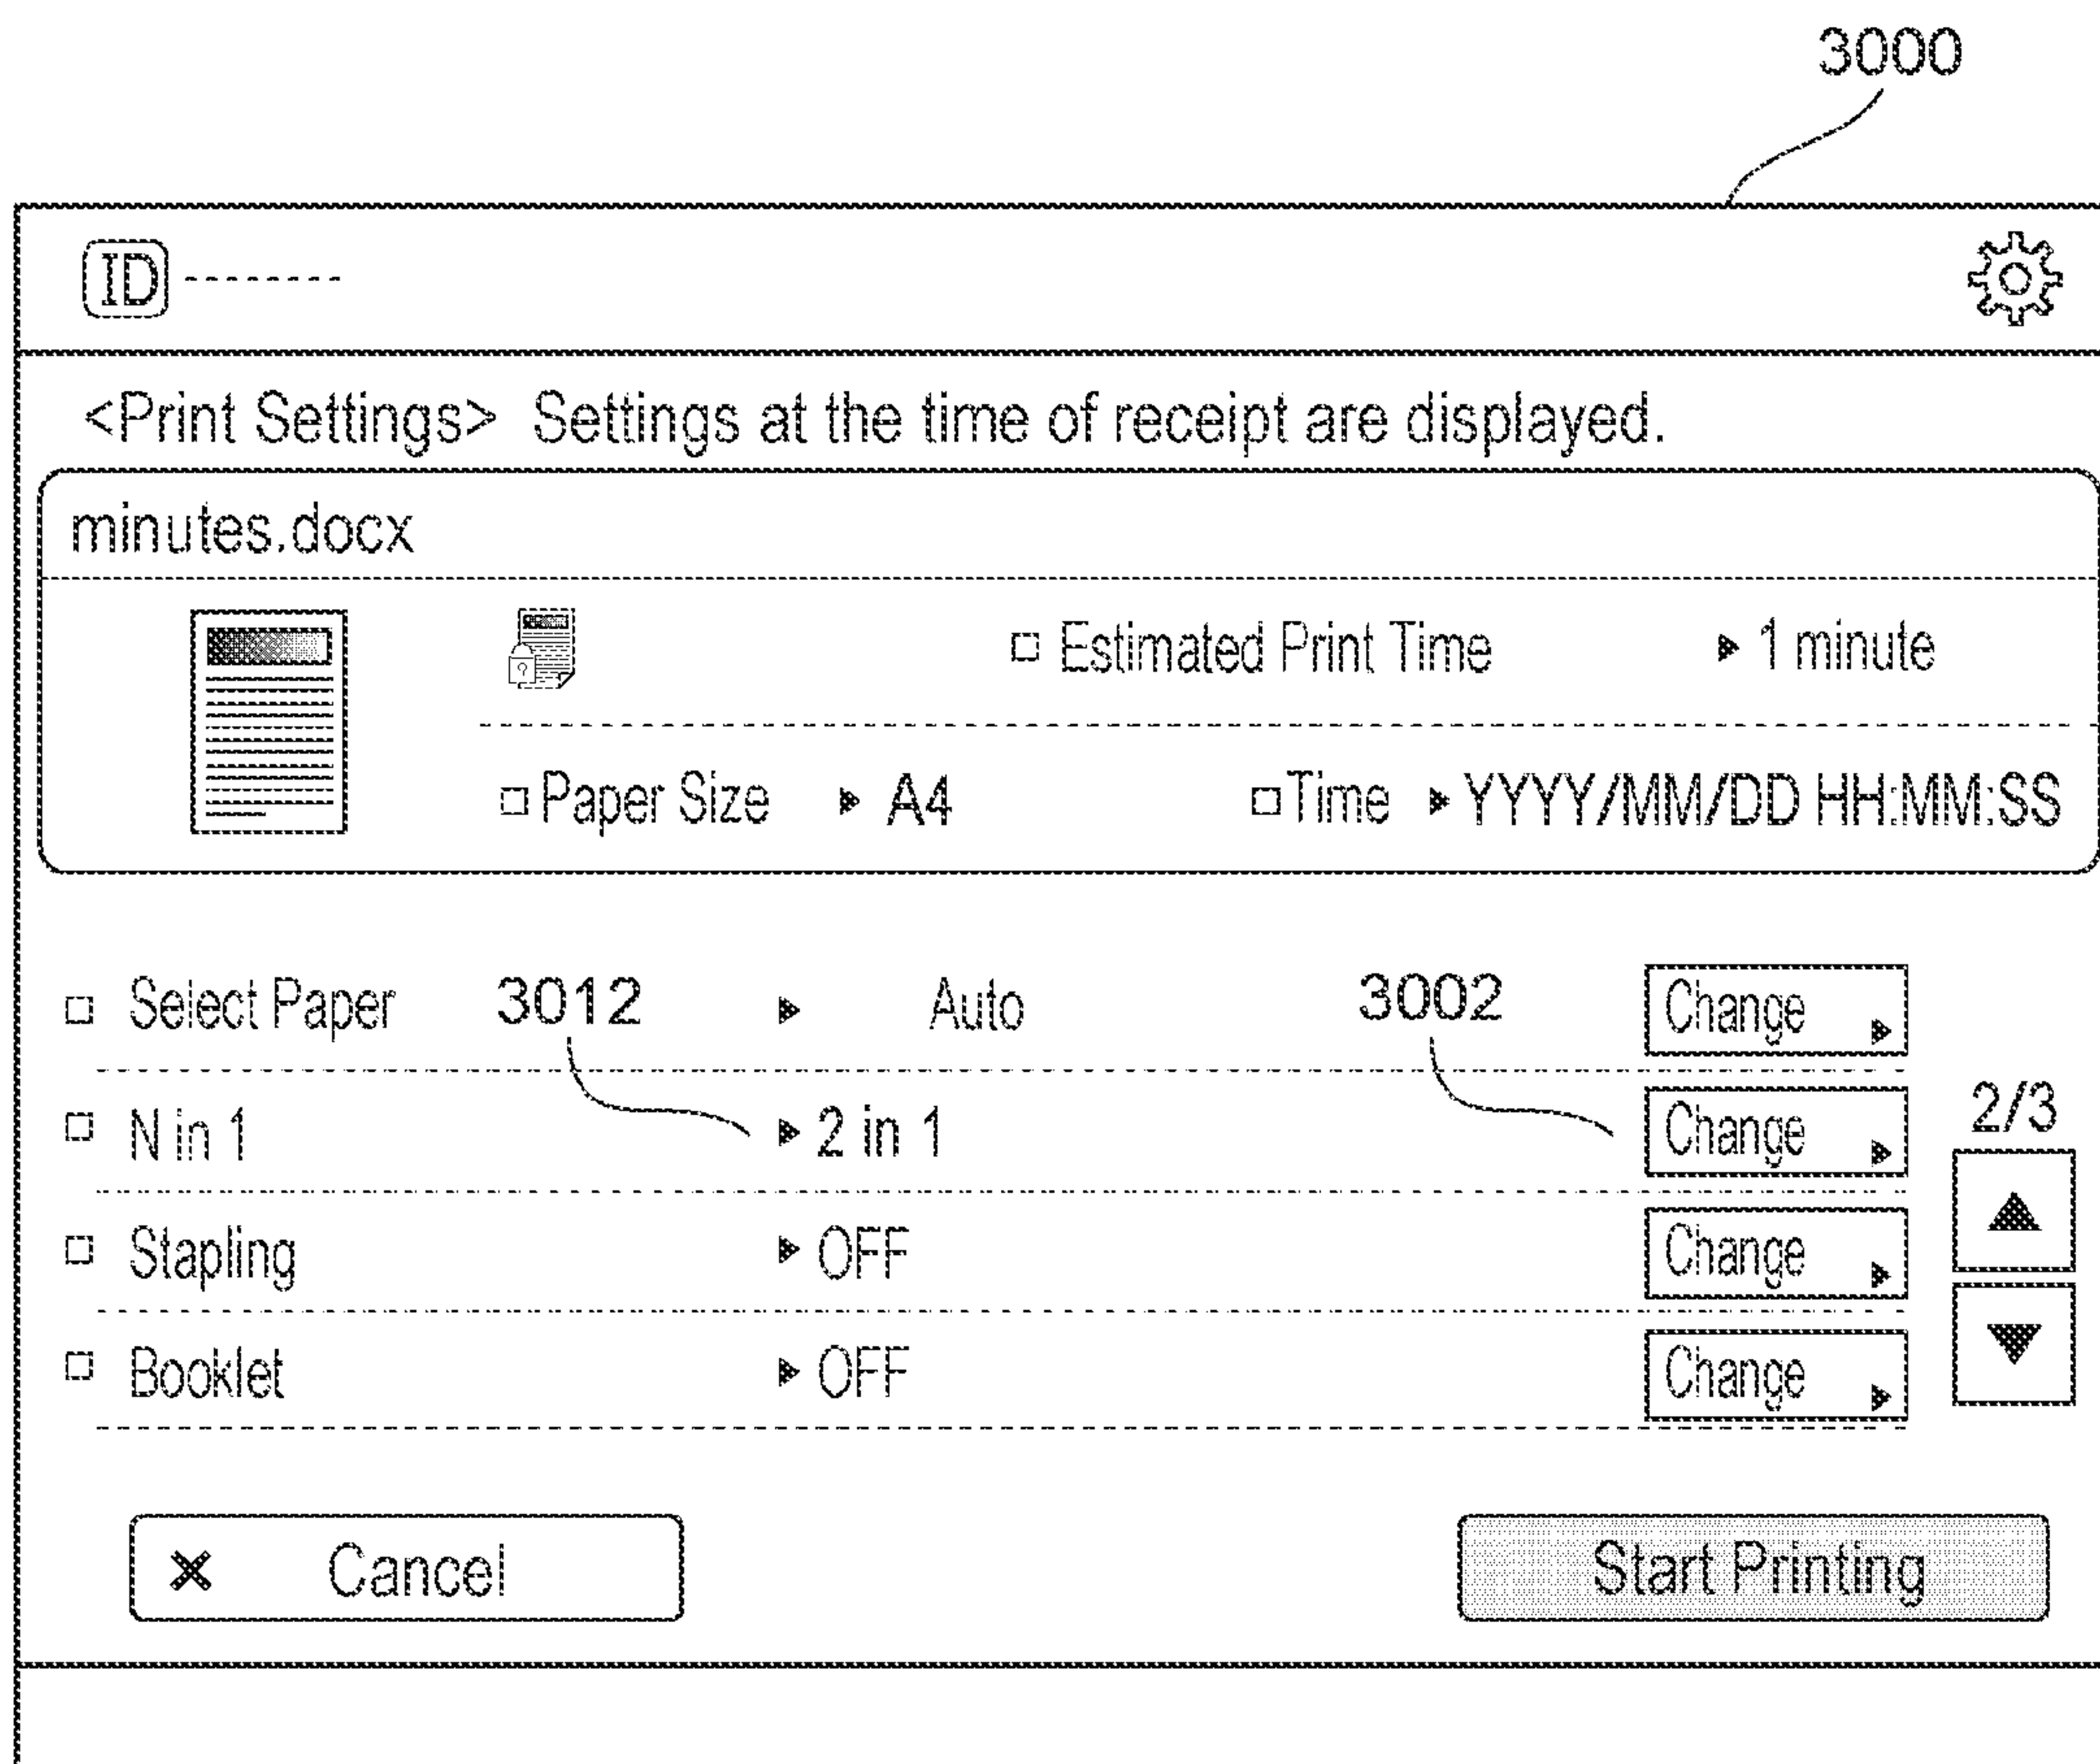 3000
ID --------
<Print Settings> Settings at the time of receipt are displayed.
minutes.docx
Estimated Print Time 1 minute
?
Paper Size A4 Time YYYY/MM/DD HH:MM:SS
Select Paper 3012 Auto 3002 Change
N in 1 2 in 1 Change 2/3
Stapling OFF Change
Booklet OFF Change
Cancel Start Printing